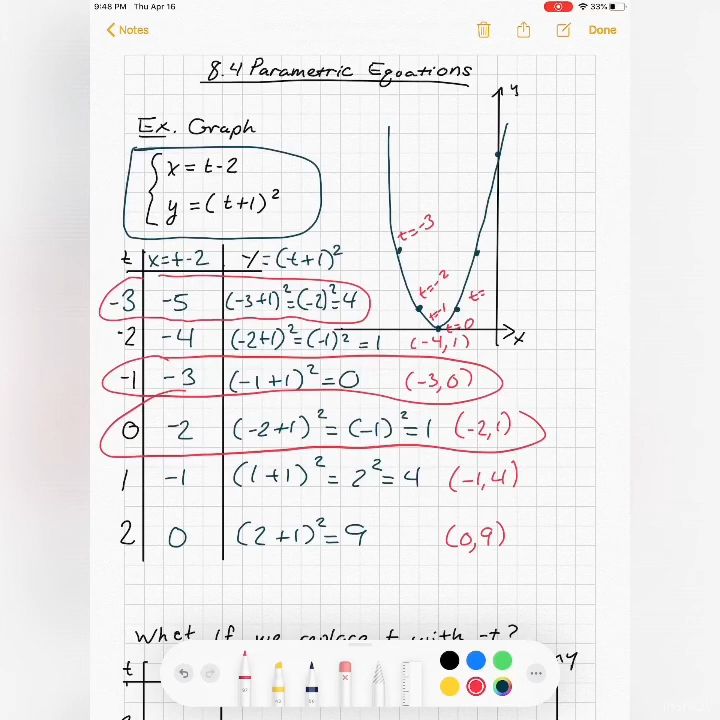 9:48 PM Thu Apr 16
33%
Notes
Done
8.4 Parametric Eqoations
y
Ex. Graph
x = t-2
y = (t+1)²
t=-3
t=-2
t=-1
t=
t=0
x
t x=t-2 y=(t+1)²
-3 -5 (-3+1)²=(-2)²=4
-2 -4 (-2+1)²=(-1)²=1 (-4,1)
-1 -3 (-1+1)²=0 (-3,0)
0 -2 (-2+1)²=(-1)²=1 (-2,1)
1 -1 (1+1)²=2²=4 (-1,4)
2 0 (2+1)²=9 (0,9)
What if we replace t with -t?
t
y